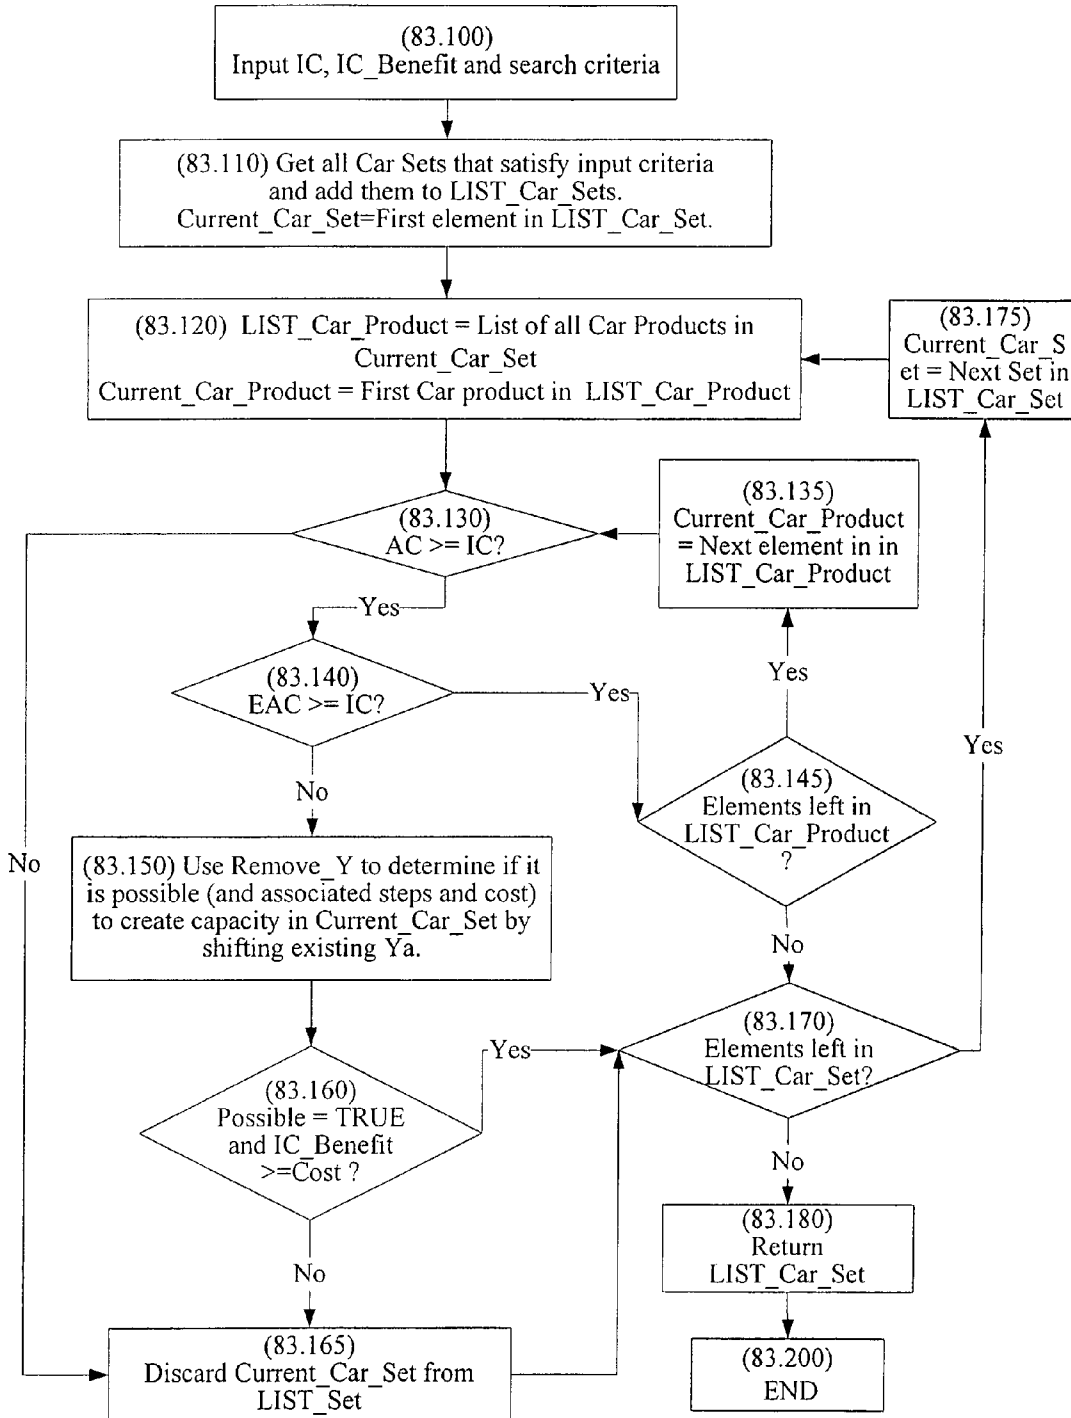 (83.100)
Input IC, IC_Benefit and search criteria
(83.110) Get all Car Sets that satisfy input criteria
and add them to LIST_Car_Sets.
Current_Car_Set=First element in LIST_Car_Set.
(83.120) LIST_Car_Product = List of all Car Products in
Current_Car_Set
Current_Car_Product = First Car product in LIST_Car_Product
(83.175)
Current_Car_S
et = Next Set in
LIST_Car_Set
(83.130)
AC >= IC?
(83.135)
Current_Car_Product
= Next element in in
LIST_Car_Product
Yes
(83.140)
EAC >= IC?
Yes
Yes
Yes
(83.145)
Elements left in
LIST_Car_Product
?
No
No
(83.150) Use Remove_Y to determine if it
is possible (and associated steps and cost)
to create capacity in Current_Car_Set by
shifting existing Ya.
No
(83.170)
Elements left in
LIST_Car_Set?
Yes
(83.160)
Possible = TRUE
and IC_Benefit
>=Cost ?
No
No
(83.180)
Return
LIST_Car_Set
(83.165)
Discard Current_Car_Set from
LIST_Set
(83.200)
END